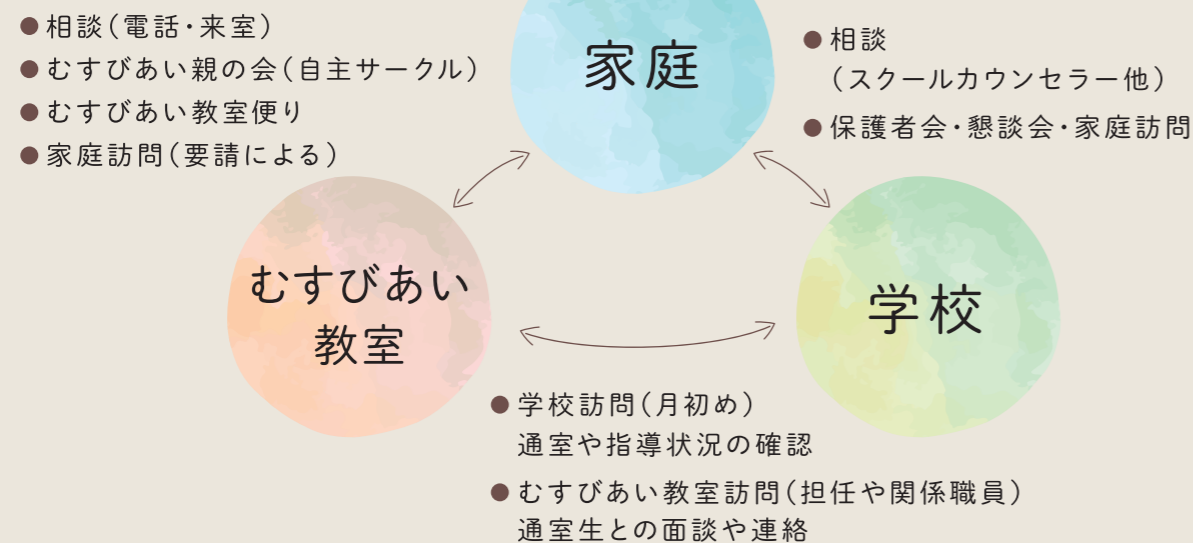 ●相談(電話・来室)
●むすびあい親の会(自主サークル)
●むすびあい教室便り
●家庭訪問(要請による)
家庭
●相談
(スクールカウンセラー他)
●保護者会・懇談会・家庭訪問
むすびあい
教室
学校
●学校訪問(月初め)
通室や指導状況の確認
●むすびあい教室訪問(担任や関係職員)
通室生との面談や連絡